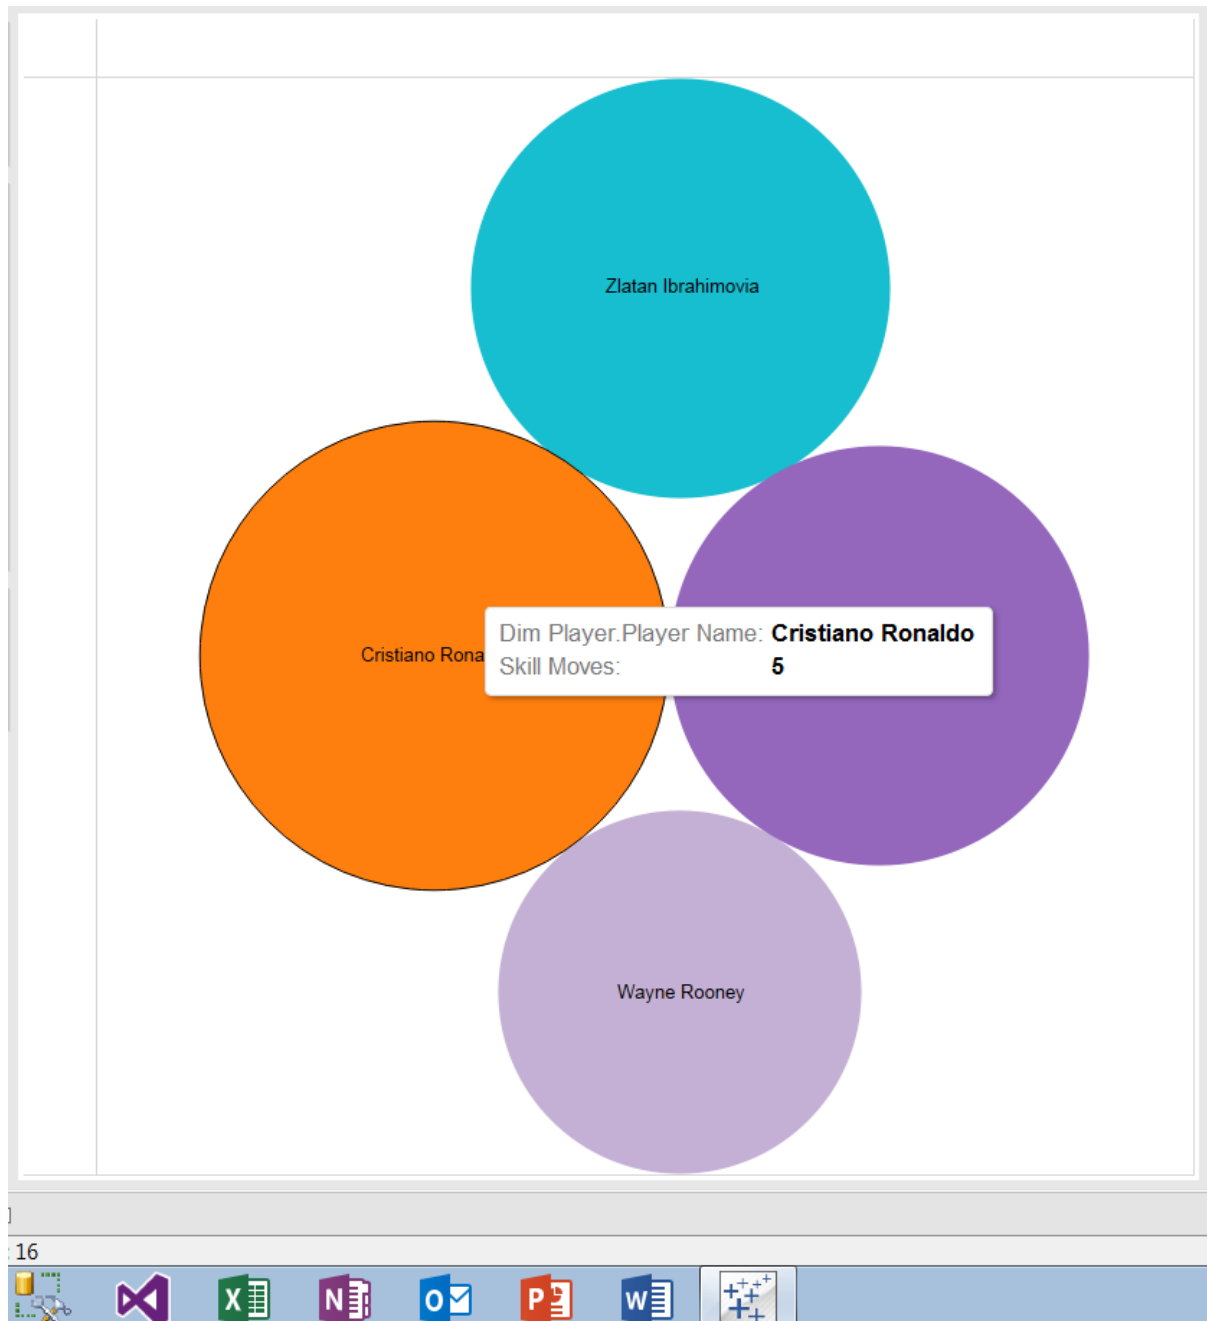 Zlatan Ibrahimovia
Cristiano Rona
Dim Player.Player Name: Cristiano Ronaldo
Skill Moves: 5
Wayne Rooney
: 16
X
N
O
P
W